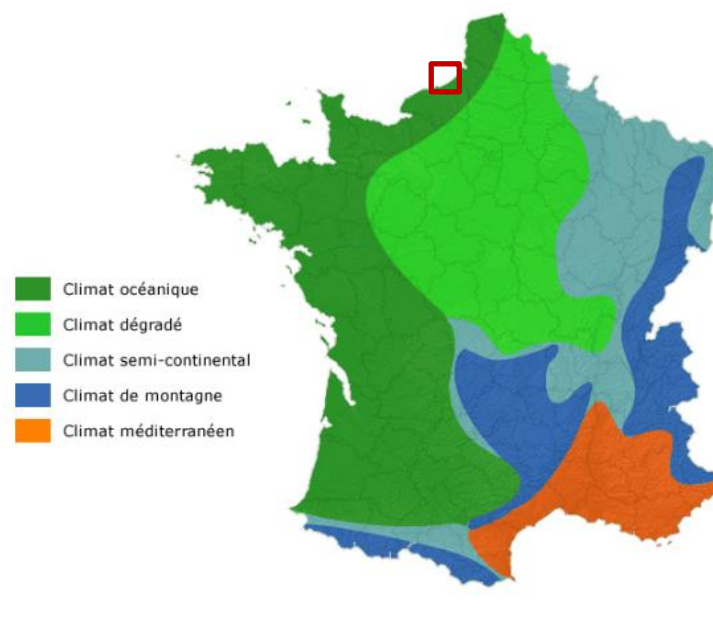 Climat océanique
Climat dégradé
Climat semi-continental
Climat de montagne
Climat méditerranéen